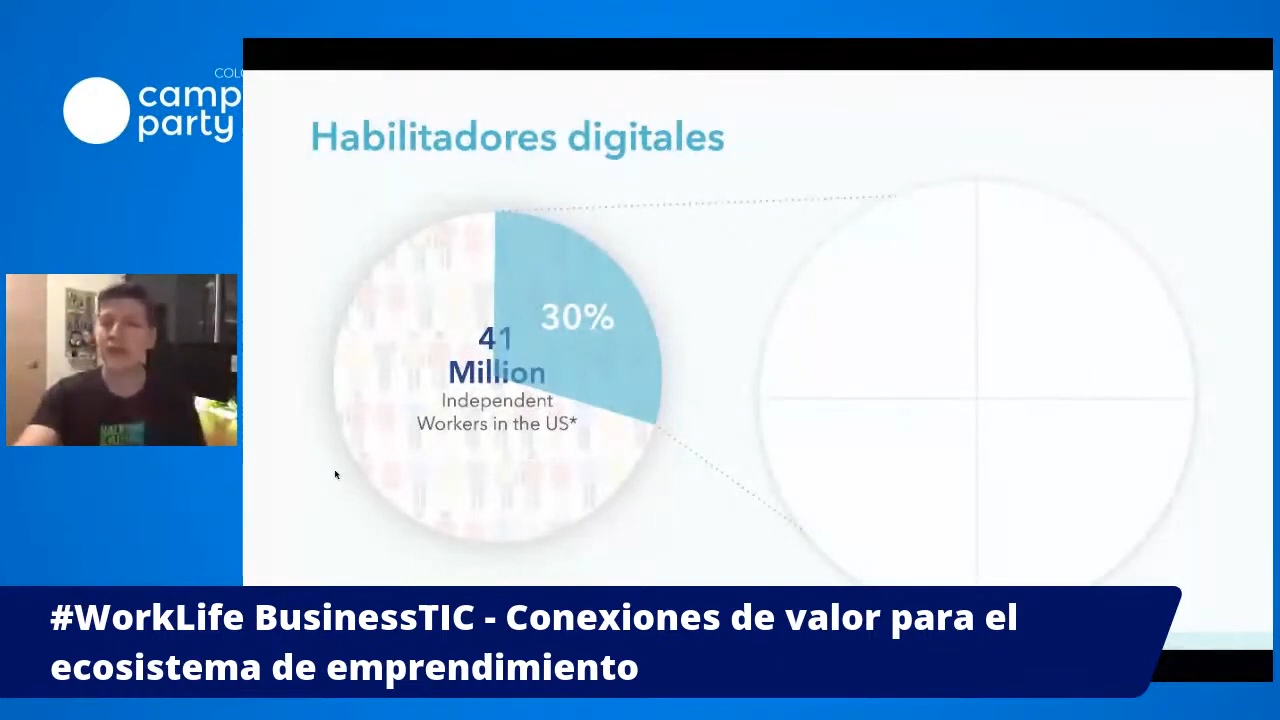 camp
party
Habilitadores digitales
30%
41
Million
Independent
Workers in the US*
#WorkLife BusinessTIC - Conexiones de valor para el
ecosistema de emprendimiento